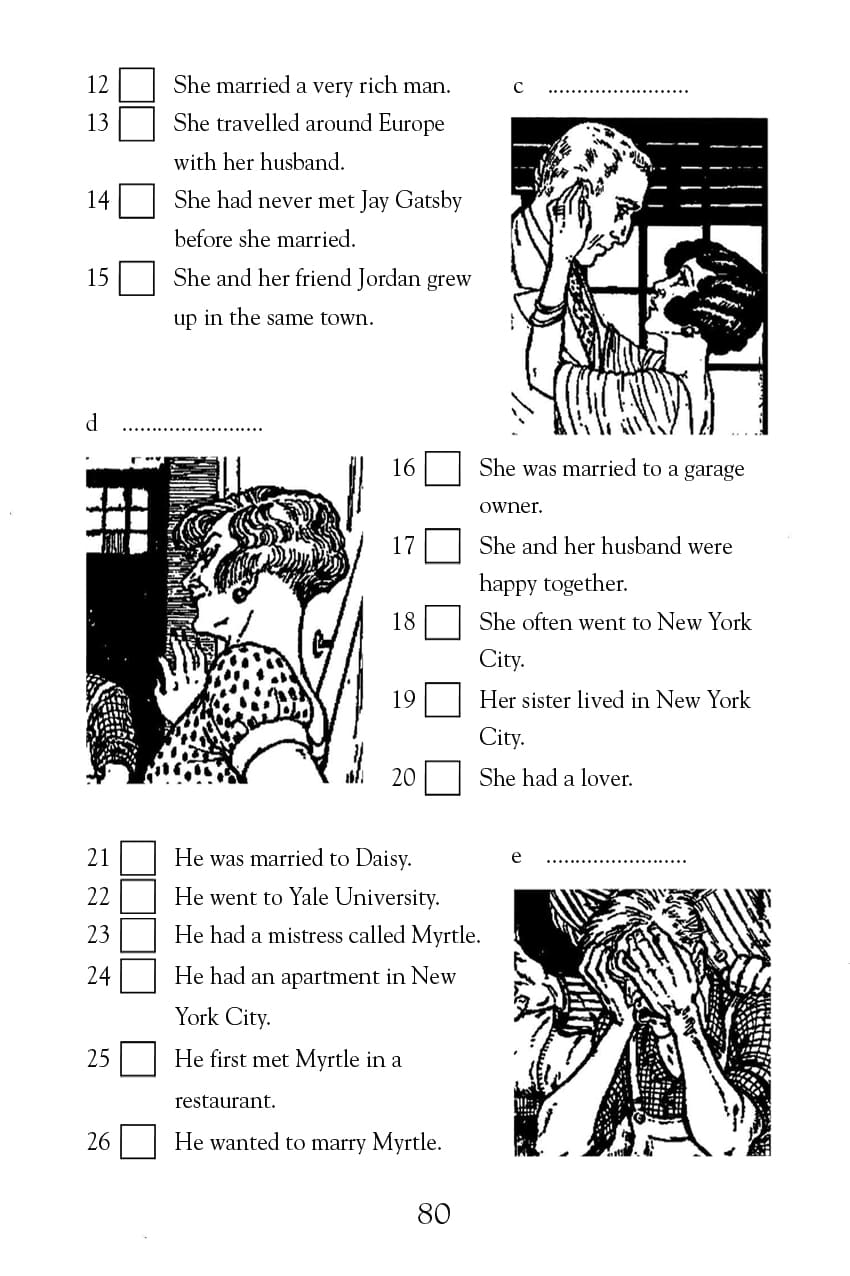 12 She married a very rich man.
13 She travelled around Europe
with her husband.
14 She had never met Jay Gatsby
before she married.
15 She and her friend Jordan grew
up in the same town.
c ........................
d ........................
16 She was married to a garage
owner.
17 She and her husband were
happy together.
18 She often went to New York
City.
19 Her sister lived in New York
City.
20 She had a lover.
21 He was married to Daisy.
22 He went to Yale University.
23 He had a mistress called Myrtle.
24 He had an apartment in New
York City.
25 He first met Myrtle in a
restaurant.
26 He wanted to marry Myrtle.
e ........................
80